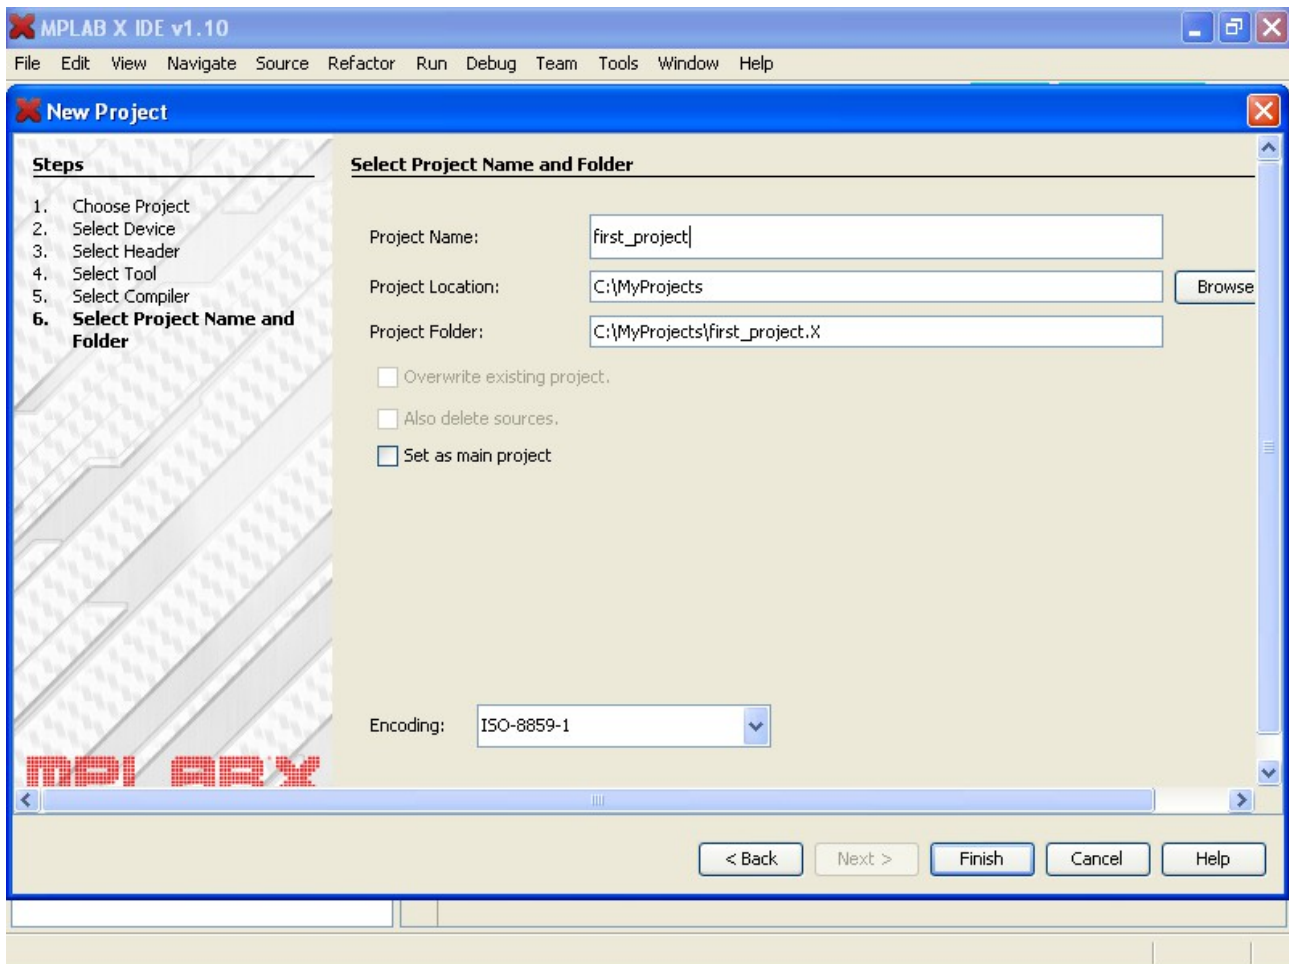 MPLAB X IDE v1.10
File Edit View Navigate Source Refactor Run Debug Team Tools Window Help
New Project
Steps
1. Choose Project
2. Select Device
3. Select Header
4. Select Tool
5. Select Compiler
6. Select Project Name and
Folder
Select Project Name and Folder
Project Name: first_project
Project Location: C:\MyProjects Browse
Project Folder: C:\MyProjects\first_project.X
Overwrite existing project.
Also delete sources.
Set as main project
Encoding: ISO-8859-1
MPLAB X
< Back Next > Finish Cancel Help